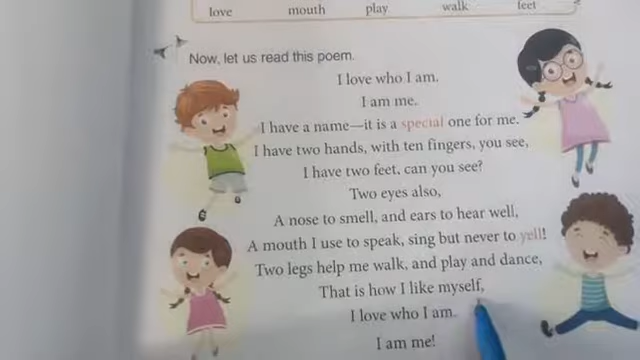 love mouth play walk feet
Now, let us read this poem.
I love who I am.
I am me.
I have a name—it is a special one for me.
I have two hands, with ten fingers, you see,
I have two feet, can you see?
Two eyes also,
A nose to smell, and ears to hear well,
A mouth I use to speak, sing but never to yell!
Two legs help me walk, and play and dance,
That is how I like myself,
I love who I am.
I am me!